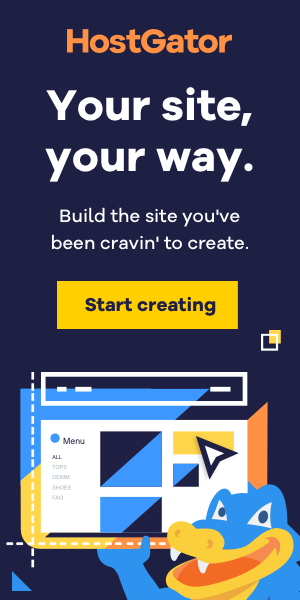 HostGator
Your site,
your way.
Build the site you've
been cravin' to create.
Start creating
Menu
ALL
TOPS
DENIM
SHOES
FAQ